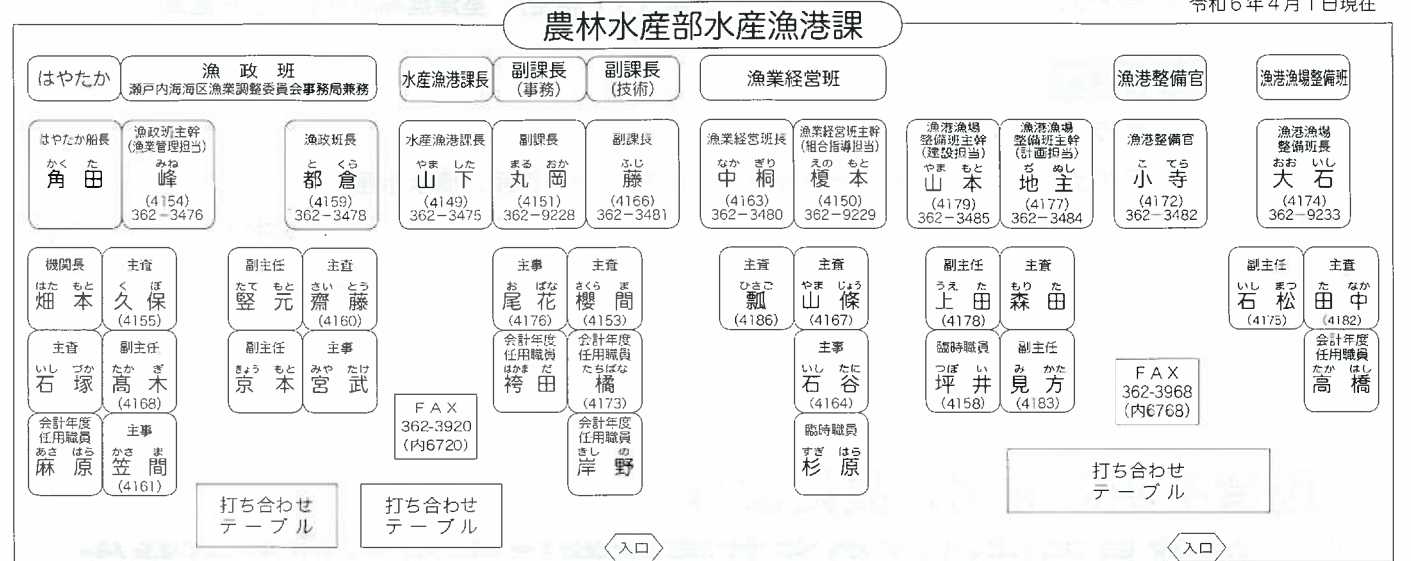 令和6年4月1日現在
農林水産部水産漁港課
はやたか
漁政班
瀬戸内海海区漁業調整委員会事務局兼務
水産漁港課長
副課長
(事務)
副課長
(技術)
漁業経営班
漁港整備官
漁港漁場整備班
はやたか船長
かく た
角田
漁政班主幹
(漁業管理担当)
みね
峰
(4154)
362-3476
漁政班長
と くら
都倉
(4159)
362-3478
水産漁港課長
やま した
山下
(4149)
362-3475
副課長
まる おか
丸岡
(4151)
362-9228
副課長
ふじ
藤
(4166)
362-3481
漁業経営班長
なか ぎり
中桐
(4163)
362-3480
漁業経営班主幹
(組合指導担当)
えの もと
榎本
(4150)
362-9229
漁港漁場
整備班主幹
(建設担当)
やま もと
山本
(4179)
362-3485
漁港漁場
整備班主幹
(計画担当)
ぢ ぬし
地主
(4177)
362-3484
漁港整備官
こ てら
小寺
(4172)
362-3482
漁港漁場
整備班長
おお いし
大石
(4174)
362-9233
機関長
はた もと
畑本
主査
く ぼ
久保
(4155)
副主任
たて もと
竪元
主査
さい とう
齋藤
(4160)
主事
お ばな
尾花
(4176)
主査
さくら ま
櫻間
(4153)
主査
ひさご
瓢
(4186)
主査
やま じょう
山條
(4167)
副主任
うえ た
上田
(4178)
主査
もり た
森田
副主任
いし まつ
石松
(4175)
主査
た なか
田中
(4182)
主査
いし づか
石塚
副主任
たか ぎ
髙木
(4168)
副主任
きょう もと
京本
主事
みや たけ
宮武
会計年度
任用職員
はかま だ
袴田
会計年度
任用職員
たちばな
橘
(4173)
主事
いし たに
石谷
(4164)
臨時職員
つぼ い
坪井
(4158)
副主任
み かた
見方
(4183)
会計年度
任用職員
たか はし
高橋
FAX
362-3920
(内6720)
FAX
362-3968
(内6768)
会計年度
任用職員
あさ はら
麻原
主事
かさ ま
笠間
(4161)
会計年度
任用職員
きし の
岸野
臨時職員
すぎ はら
杉原
打ち合わせ
テーブル
打ち合わせ
テーブル
打ち合わせ
テーブル
入口
入口